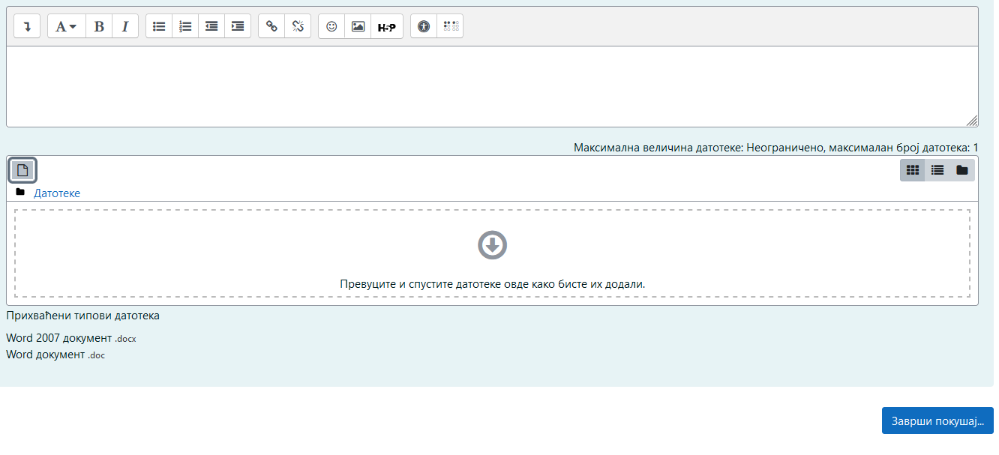 A B I H5P
Максимална величина датотеке: Неограничено, максималан број датотека: 1
Датотеке
Превуците и спустите датотеке овде како бисте их додали.
Прихваћени типови датотека
Word 2007 документ .docx
Word документ .doc
Заврши покушај...